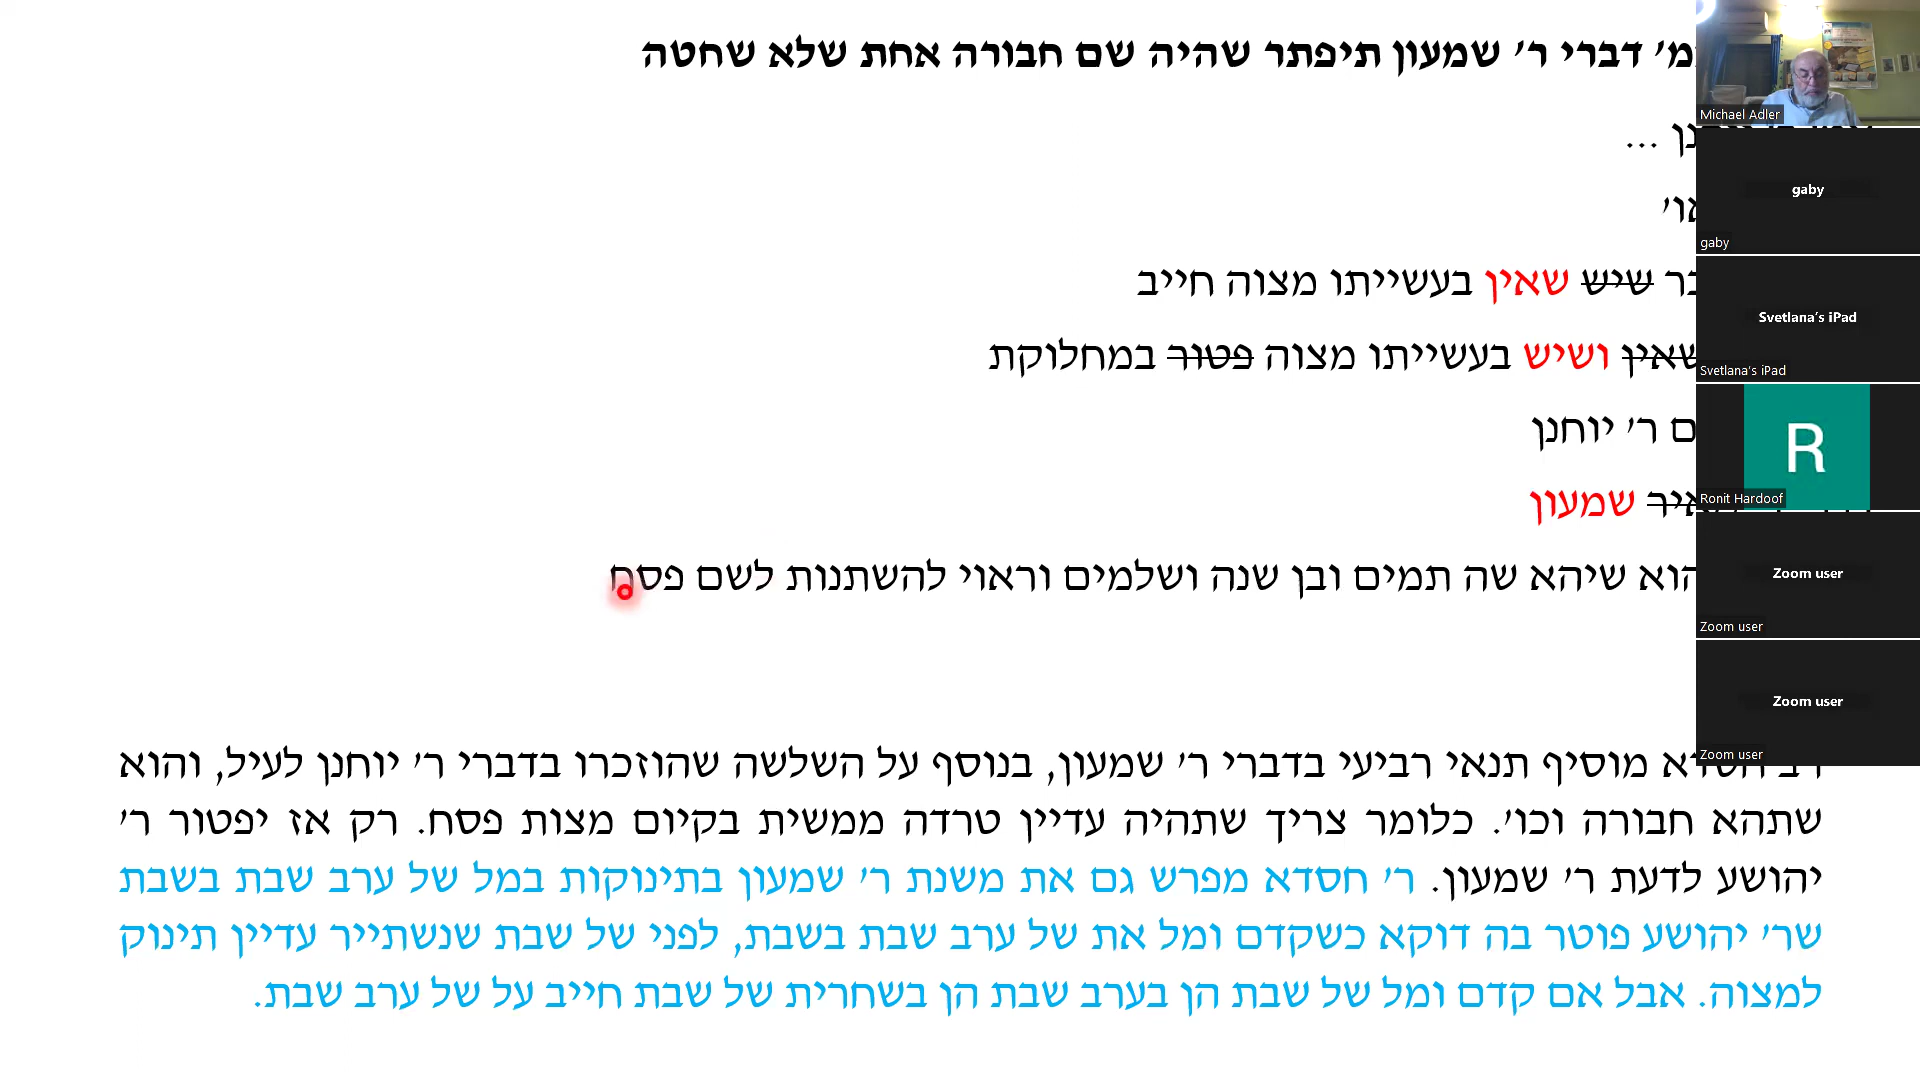 דברי ר׳ שמעון תיפתר שהיה שם חבורה אחת שלא שחטה
...
שיש שאין בעשייתו מצוה חייב
שאין ושיש בעשייתו מצוה פטור במחלוקת
ר׳ יוחנן
שמעון
הוא שיהא שה תמים ובן שנה ושלמים וראוי להשתנות לשם פסח
מוסיף תנאי רביעי בדברי ר׳ שמעון, בנוסף על השלשה שהוזכרו בדברי ר׳ יוחנן לעיל, והוא
שתהא חבורה וכו׳. כלומר צריך שתהיה עדיין טרדה ממשית בקיום מצות פסח. רק אז יפטור ר׳
יהושע לדעת ר׳ שמעון. ר׳ חסדא מפרש גם את משנת ר׳ שמעון בתינוקות במל של ערב שבת בשבת
שר׳ יהושע פוטר בה דוקא כשקדם ומל את של ערב שבת בשבת, לפני של שבת שנשתייר עדיין תינוק
למצוה. אבל אם קדם ומל של שבת הן בערב שבת הן בשחרית של שבת חייב על של ערב שבת.
Michael Adler
gaby
gaby
Svetlana's iPad
Svetlana's iPad
R
Ronit Hardoof
Zoom user
Zoom user
Zoom user
Zoom user